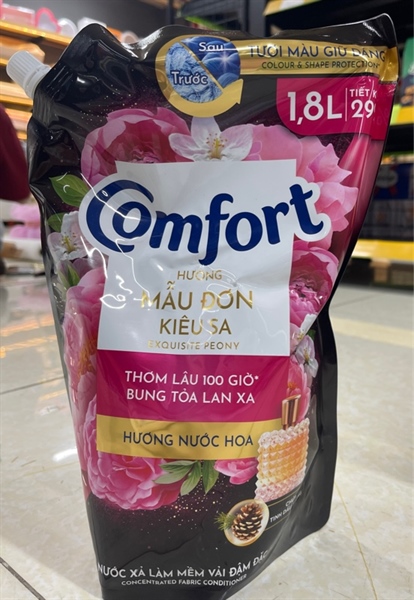 Sau
Trước
TƯƠI MÀU GIỮ DÁNG
COLOUR & SHAPE PROTECTION
1,8L
TIẾT K
29
Comfort
HƯƠNG
MẪU ĐƠN
KIÊU SA
EXQUISITE PEONY
THƠM LÂU 100 GIỜ*
BUNG TỎA LAN XA
HƯƠNG NƯỚC HOA
TINH
NƯỚC XẢ LÀM MỀM VẢI ĐẬM ĐẶC
CONCENTRATED FABRIC CONDITIONER